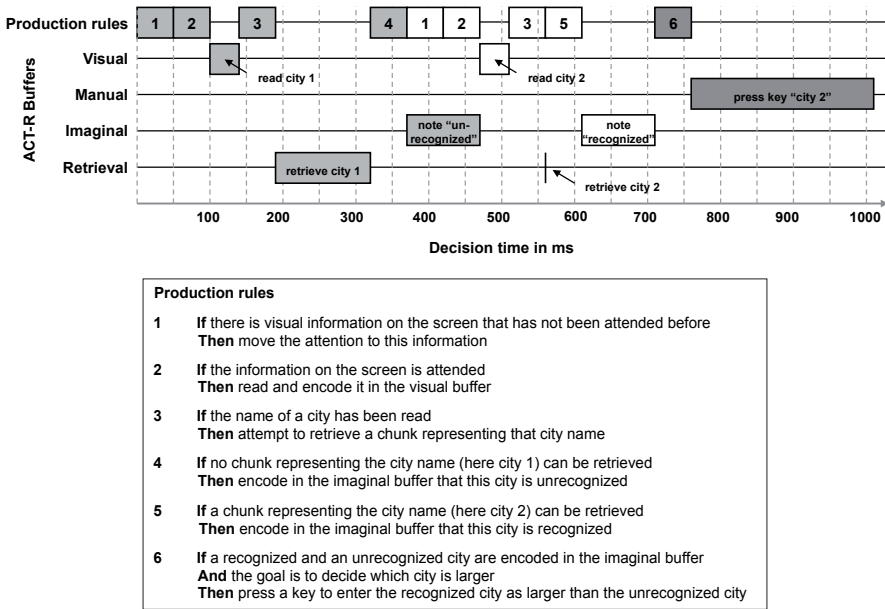 Production rules
1 2 3 4 1 2 3 5 6
Visual
read city 1
read city 2
Manual
press key “city 2”
ACT-R Buffers
Imaginal
note “un-
recognized”
note
“recognized”
Retrieval
retrieve city 1
retrieve city 2
100 200 300 400 500 600 700 800 900 1000
Decision time in ms
Production rules
1 If there is visual information on the screen that has not been attended before
Then move the attention to this information
2 If the information on the screen is attended
Then read and encode it in the visual buffer
3 If the name of a city has been read
Then attempt to retrieve a chunk representing that city name
4 If no chunk representing the city name (here city 1) can be retrieved
Then encode in the imaginal buffer that this city is unrecognized
5 If a chunk representing the city name (here city 2) can be retrieved
Then encode in the imaginal buffer that this city is recognized
6 If a recognized and an unrecognized city are encoded in the imaginal buffer
And the goal is to decide which city is larger
Then press a key to enter the recognized city as larger than the unrecognized city